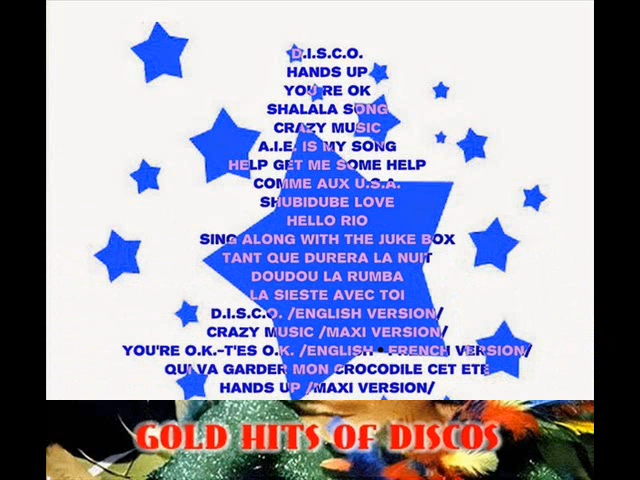 D.I.S.C.O.
HANDS UP
YOU'RE OK
SHALALA SONG
CRAZY MUSIC
A.I.E. IS MY SONG
HELP GET ME SOME HELP
COMME AUX U.S.A.
SHUBIDUBE LOVE
HELLO RIO
SING ALONG WITH THE JUKE BOX
TANT QUE DURERA LA NUIT
DOUDOU LA RUMBA
LA SIESTE AVEC TOI
D.I.S.C.O. /ENGLISH VERSION/
CRAZY MUSIC /MAXI VERSION/
YOU'RE O.K.-T'ES O.K. /ENGLISH • FRENCH VERSION/
QUI VA GARDER MON CROCODILE CET ETE
HANDS UP /MAXI VERSION/
GOLD HITS OF DISCOS